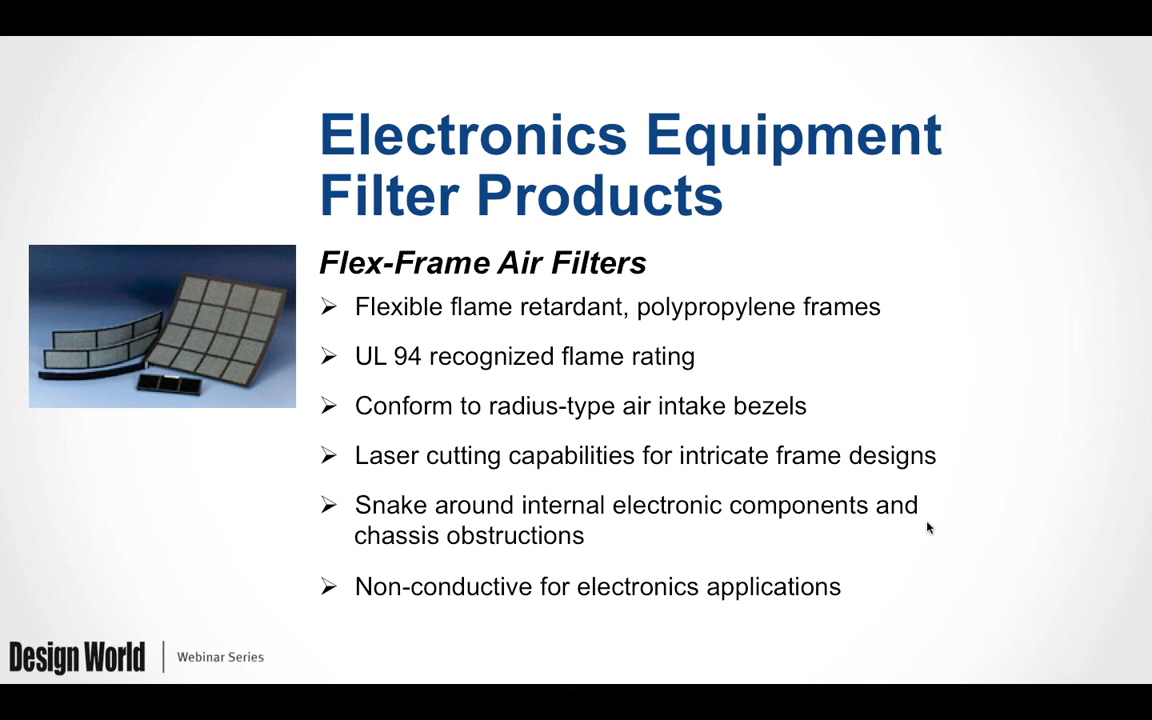 Electronics Equipment
Filter Products
Flex-Frame Air Filters
Flexible flame retardant, polypropylene frames
UL 94 recognized flame rating
Conform to radius-type air intake bezels
Laser cutting capabilities for intricate frame designs
Snake around internal electronic components and
chassis obstructions
Non-conductive for electronics applications
Design World | Webinar Series